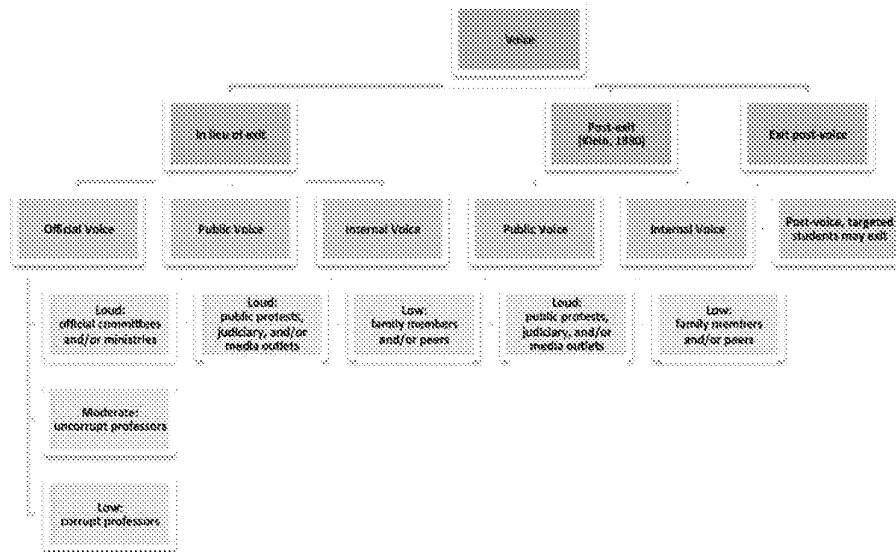 Voice
In lieu of exit
Post-exit
(Klein, 1980)
Exit post-voice
Official Voice
Public Voice
Internal Voice
Public Voice
Internal Voice
Post-voice, targeted
students may exit
Loud:
official committees
and/or ministries
Loud:
public protests,
judiciary, and/or
media outlets
Low:
family members
and/or peers
Loud:
public protests,
judiciary, and/or
media outlets
Low:
family members
and/or peers
Moderate:
uncorrupt professors
Low:
corrupt professors